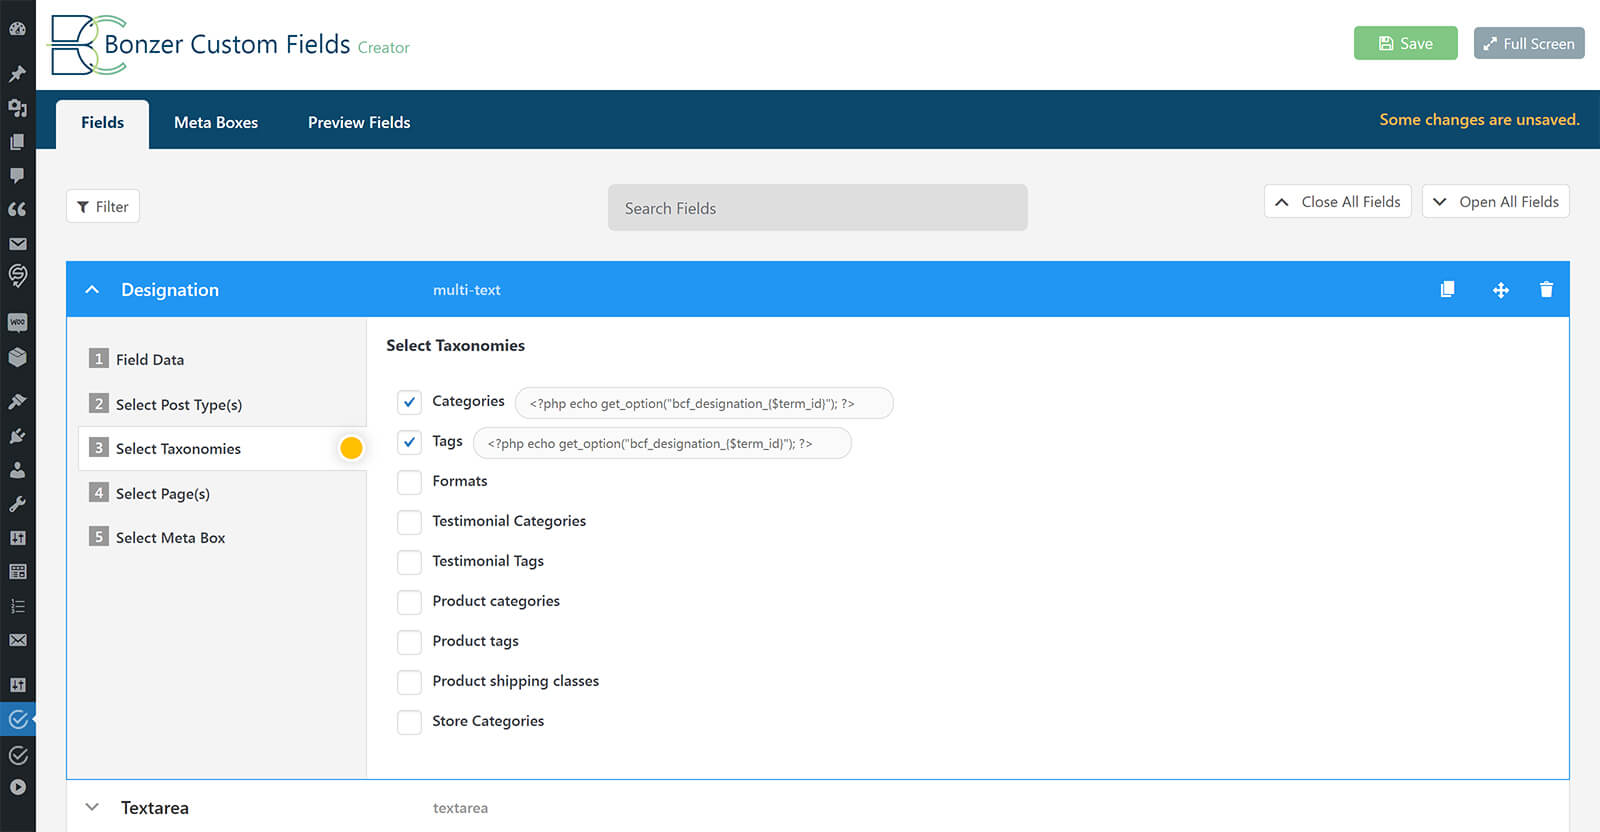 Bonzer Custom Fields Creator
Save
Full Screen
Fields
Meta Boxes
Preview Fields
Some changes are unsaved.
Filter
Search Fields
Close All Fields
Open All Fields
Designation
multi-text
1 Field Data
2 Select Post Type(s)
3 Select Taxonomies
4 Select Page(s)
5 Select Meta Box
Select Taxonomies
Categories <?php echo get_option("bcf_designation_{$term_id}"); ?>
Tags <?php echo get_option("bcf_designation_{$term_id}"); ?>
Formats
Testimonial Categories
Testimonial Tags
Product categories
Product tags
Product shipping classes
Store Categories
Textarea
textarea